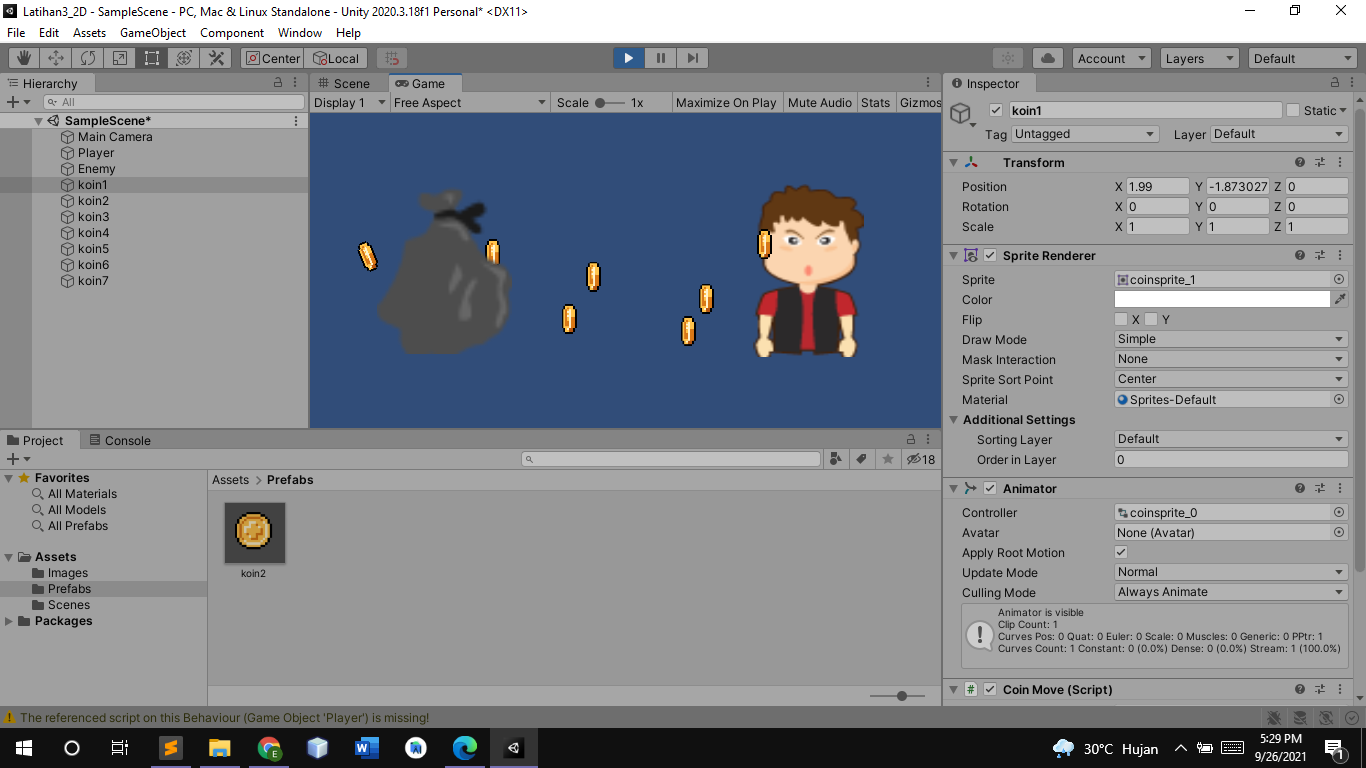 Latihan3_2D - SampleScene - PC, Mac & Linux Standalone - Unity 2020.3.18f1 Personal* <DX11>
File Edit Assets GameObject Component Window Help
Center Local Account Layers Default
Hierarchy
All
SampleScene*
Main Camera
Player
Enemy
koin1
koin2
koin3
koin4
koin5
koin6
koin7
Scene Game
Display 1 Free Aspect Scale 1x Maximize On Play Mute Audio Stats Gizmos
Inspector
koin1 Static
Tag Untagged Layer Default
Transform
Position X 1.99 Y -1.873027 Z 0
Rotation X 0 Y 0 Z 0
Scale X 1 Y 1 Z 1
Sprite Renderer
Sprite coinsprite_1
Color
Flip X Y
Draw Mode Simple
Mask Interaction None
Sprite Sort Point Center
Material Sprites-Default
Additional Settings
Sorting Layer Default
Order in Layer 0
Animator
Controller coinsprite_0
Avatar None (Avatar)
Apply Root Motion
Update Mode Normal
Culling Mode Always Animate
Animator is visible
Clip Count: 1
Curves Pos: 0 Quat: 0 Euler: 0 Scale: 0 Muscles: 0 Generic: 0 PPtr: 1
Curves Count: 1 Constant: 0 (0.0%) Dense: 0 (0.0%) Stream: 1 (100.0%)
# Coin Move (Script)
Project Console
18
Favorites
All Materials
All Models
All Prefabs
Assets
Images
Prefabs
Scenes
Packages
Assets > Prefabs
koin2
The referenced script on this Behaviour (Game Object 'Player') is missing!
30°C Hujan
5:29 PM
9/26/2021
1